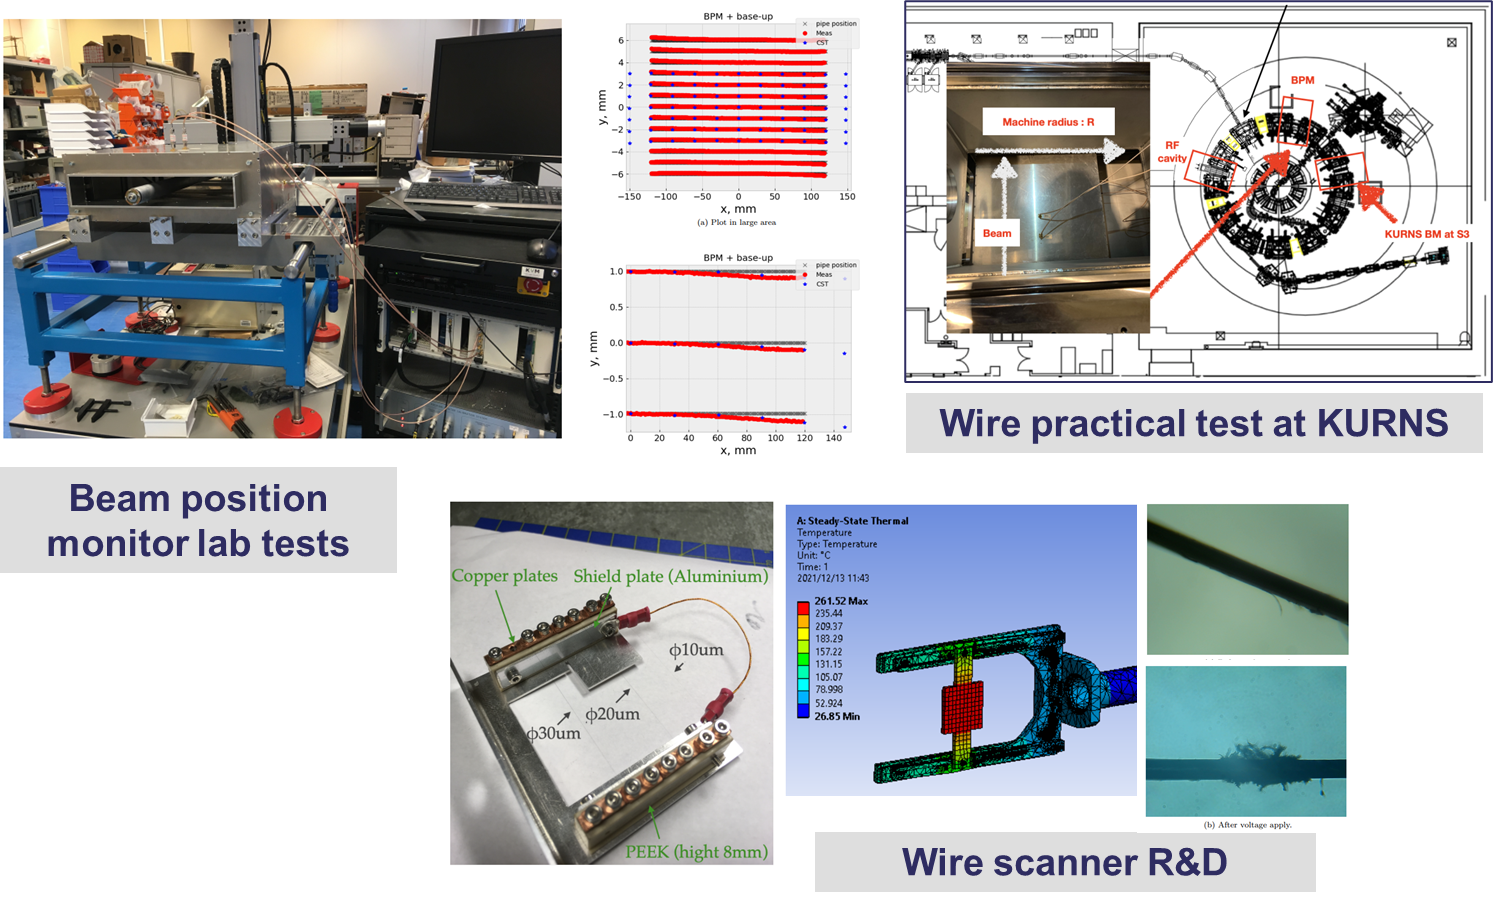 BPM + base-up
× pipe position
Meas
CST
y, mm
6
4
2
0
−2
−4
−6
−150
−100
−50
0
50
100
150
x, mm
(a) Plot in large area
BPM + base-up
× pipe position
Meas
CST
y, mm
1.0
0.5
0.0
−0.5
−1.0
0
20
40
60
80
100
120
140
x, mm
Machine radius : R
Beam
BPM
RF
cavity
KURNS BM at S3
Wire practical test at KURNS
Beam position
monitor lab tests
Copper plates
Shield plate (Aluminium)
ϕ10um
ϕ20um
ϕ30um
PEEK (hight 8mm)
A: Steady-State Thermal
Temperature
Type: Temperature
Unit: °C
Time: 1
2021/12/13 11:43
261.52 Max
235.44
209.37
183.29
157.22
131.15
105.07
78.998
52.924
26.85 Min
(b) After voltage apply.
Wire scanner R&D